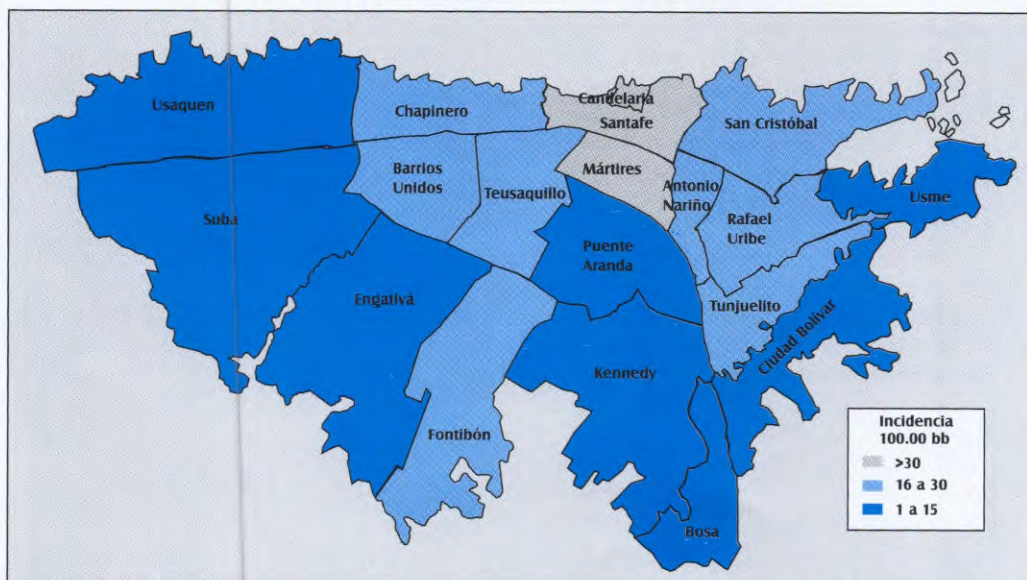 Usaquen
Chapinero
Candelaria
Santafe
San Cristóbal
Barrios
Unidos
Teusaquillo
Mártires
Antonio
Nariño
Rafael
Uribe
Usme
Suba
Puente
Aranda
Engativá
Tunjuelito
Ciudad Bolívar
Kennedy
Fontibón
Bosa
Incidencia
100.00 bb
>30
16 a 30
1 a 15